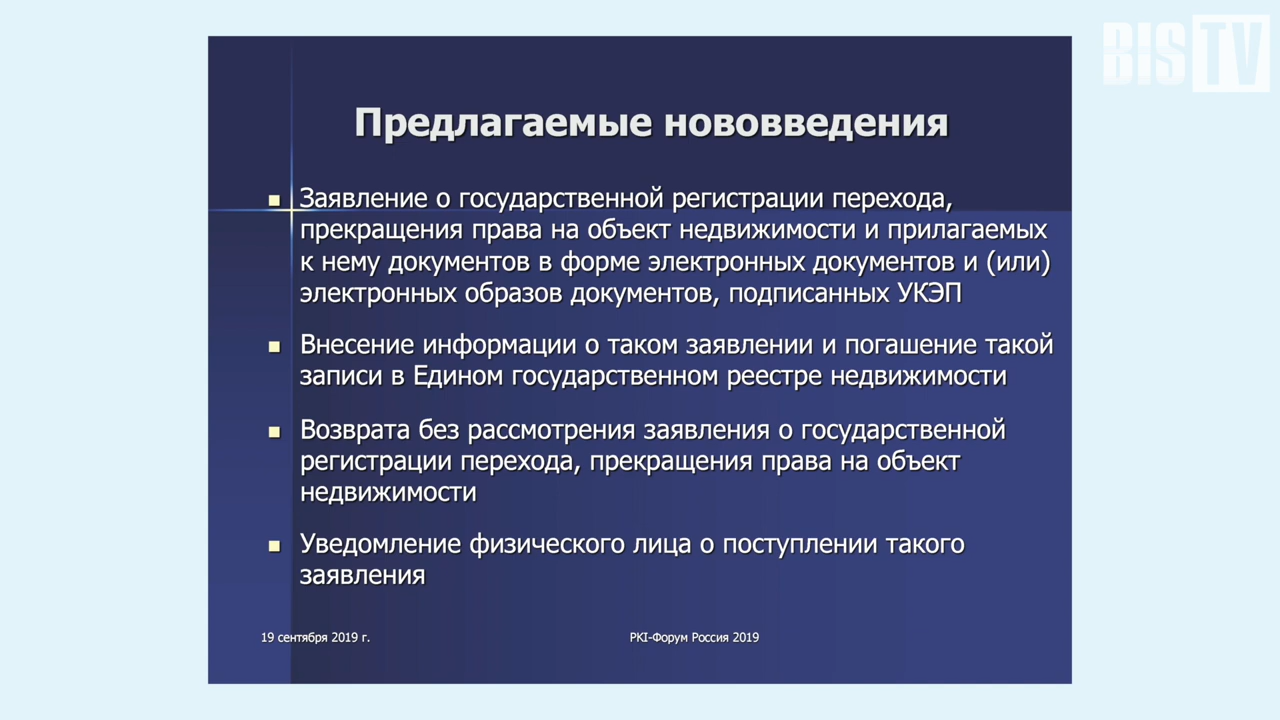 BIS TV
Предлагаемые нововведения
Заявление о государственной регистрации перехода,
прекращения права на объект недвижимости и прилагаемых
к нему документов в форме электронных документов и (или)
электронных образов документов, подписанных УКЭП
Внесение информации о таком заявлении и погашение такой
записи в Едином государственном реестре недвижимости
Возврата без рассмотрения заявления о государственной
регистрации перехода, прекращения права на объект
недвижимости
Уведомление физического лица о поступлении такого
заявления
19 сентября 2019 г.
PKI-Форум Россия 2019